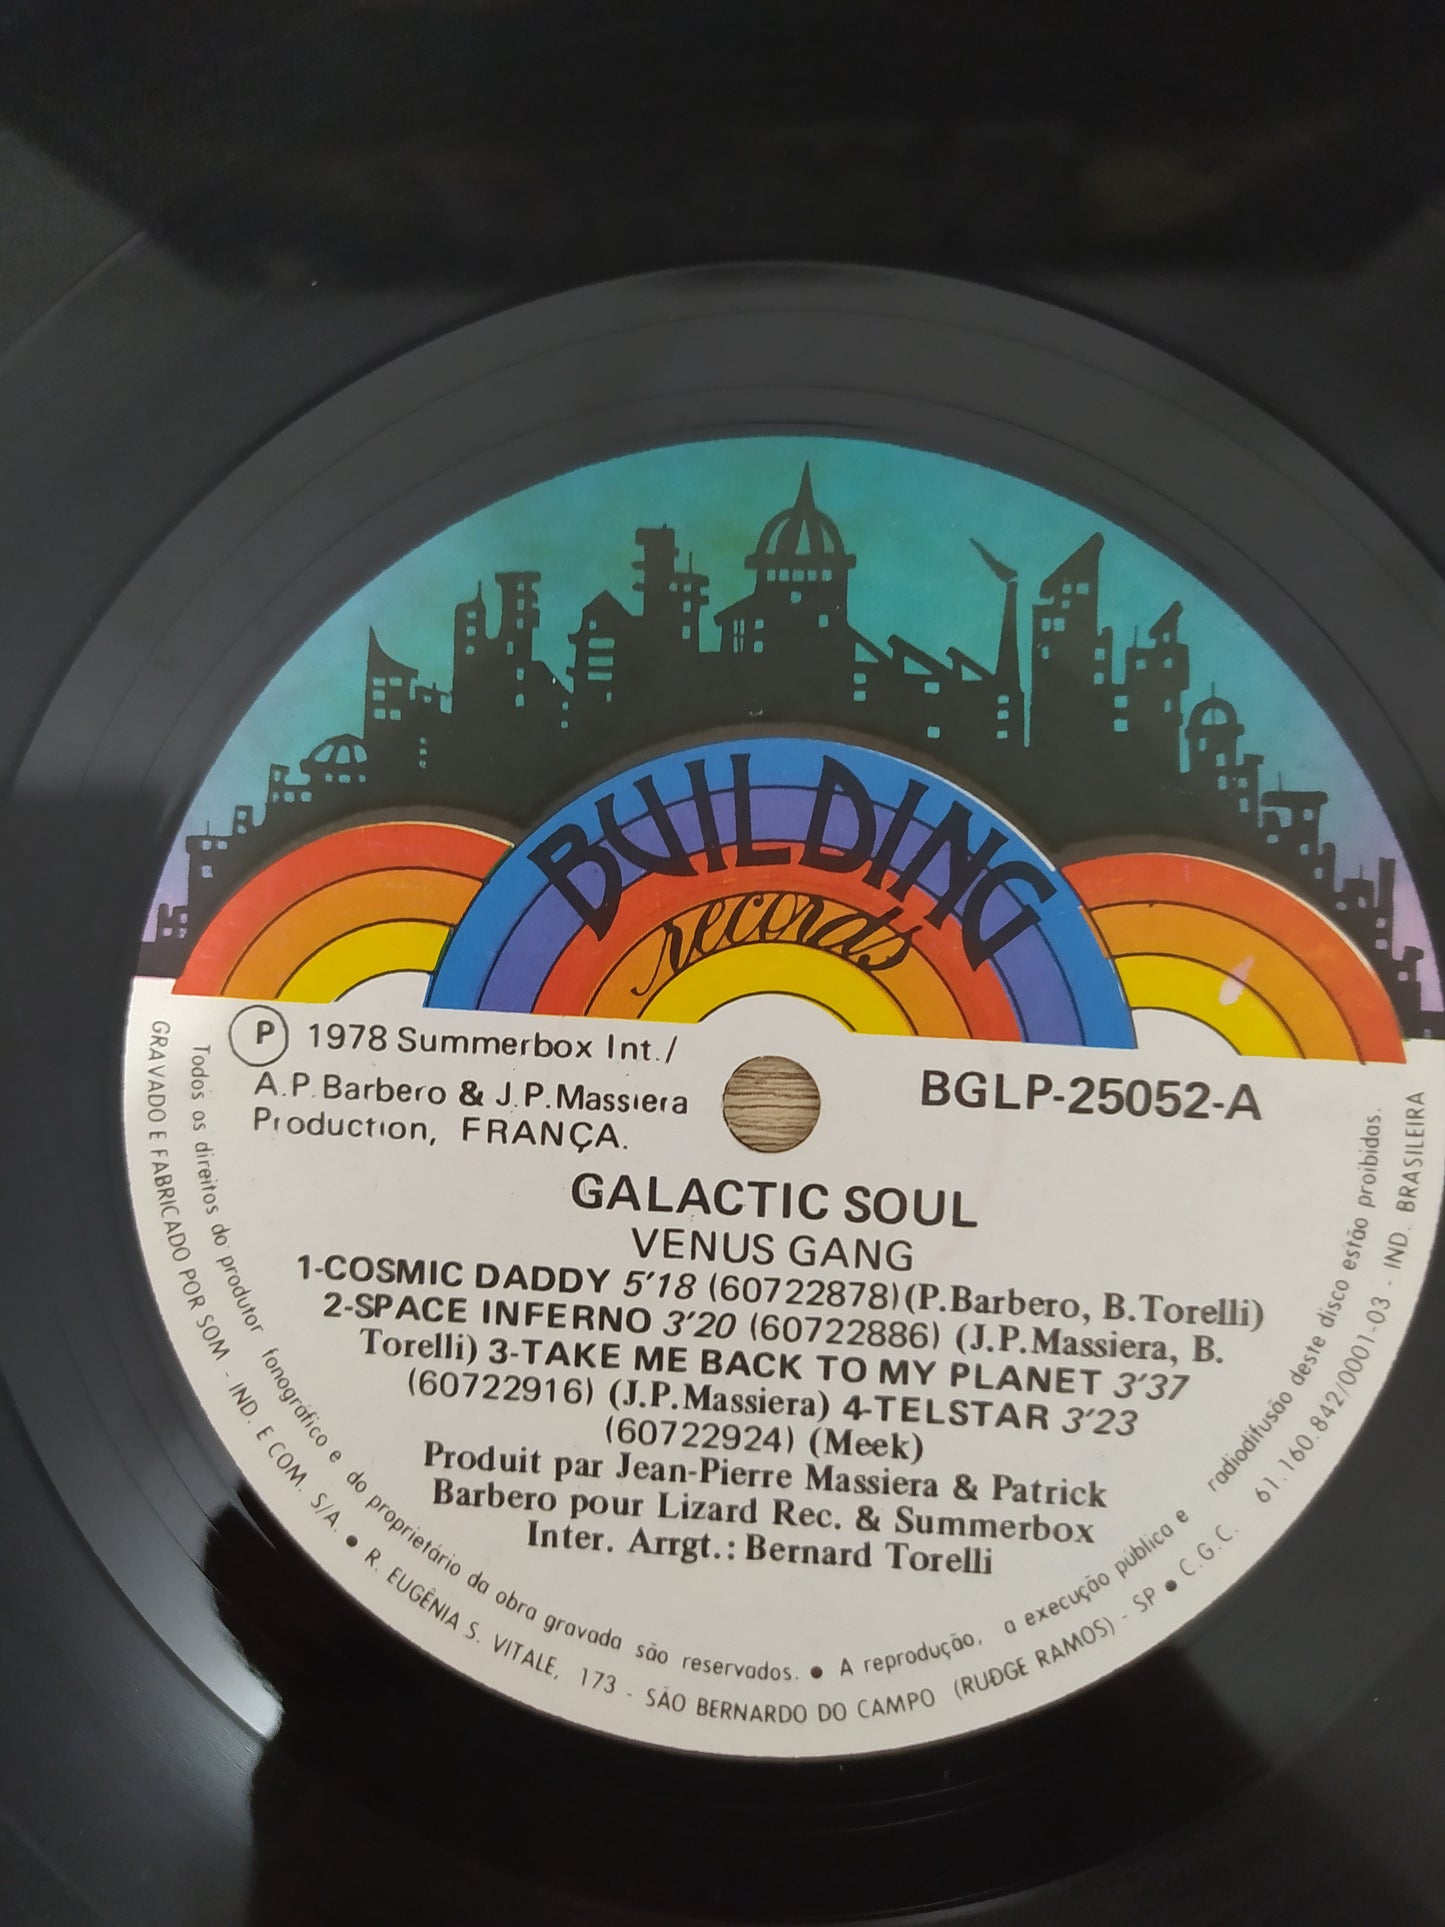 BUILDING
records
Ⓟ 1978 Summerbox Int./
A.P.Barbero & J.P.Massiera
Production, FRANÇA.
BGLP-25052-A
GALACTIC SOUL
VENUS GANG
1-COSMIC DADDY 5'18 (60722878)(P.Barbero, B.Torelli)
2-SPACE INFERNO 3'20 (60722886) (J.P.Massiera, B.
Torelli) 3-TAKE ME BACK TO MY PLANET 3'37
(60722916) (J.P.Massiera) 4-TELSTAR 3'23
(60722924) (Meek)
Produit par Jean-Pierre Massiera & Patrick
Barbero pour Lizard Rec. & Summerbox
Inter. Arrgt.: Bernard Torelli
Todos os direitos do produtor fonográfico e do proprietário da obra gravada são reservados. ● A reprodução, a execução pública e radiodifusão deste disco estão proibidas.
GRAVADO E FABRICADO POR SOM - IND. E COM. S/A. ● R. EUGÊNIA S. VITALE, 173 - SÃO BERNARDO DO CAMPO (RUDGE RAMOS) - SP ● C.G.C. 61.160.842/0001-03 - IND. BRASILEIRA